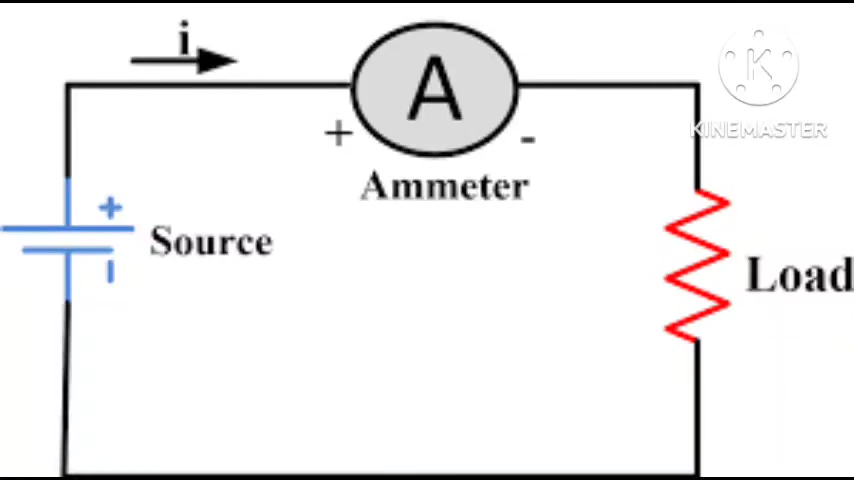 i
A
K
KINEMASTER
+
-
Ammeter
+
Source
Load